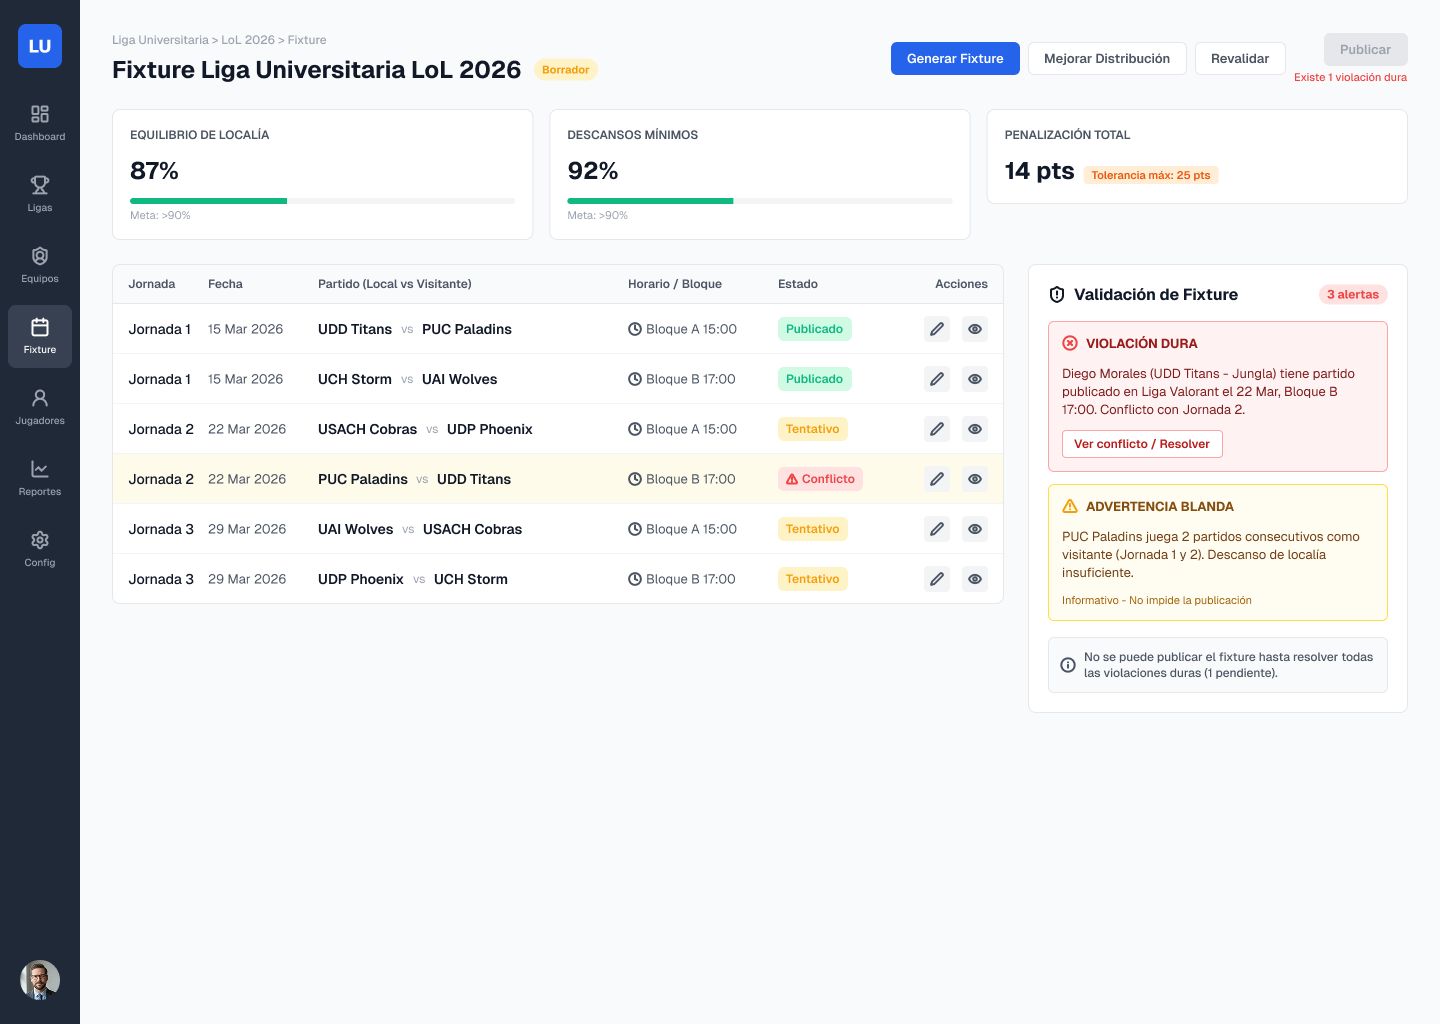 LU
Dashboard
Ligas
Equipos
Fixture
Jugadores
Reportes
Config
Liga Universitaria > LoL 2026 > Fixture
Fixture Liga Universitaria LoL 2026
Borrador
Generar Fixture
Mejorar Distribución
Revalidar
Publicar
Existe 1 violación dura
EQUILIBRIO DE LOCALÍA
87%
Meta: >90%
DESCANSOS MÍNIMOS
92%
Meta: >90%
PENALIZACIÓN TOTAL
14 pts Tolerancia máx: 25 pts
Jornada Fecha Partido (Local vs Visitante) Horario / Bloque Estado Acciones
Jornada 1 15 Mar 2026 UDD Titans vs PUC Paladins Bloque A 15:00 Publicado
Jornada 1 15 Mar 2026 UCH Storm vs UAI Wolves Bloque B 17:00 Publicado
Jornada 2 22 Mar 2026 USACH Cobras vs UDP Phoenix Bloque A 15:00 Tentativo
Jornada 2 22 Mar 2026 PUC Paladins vs UDD Titans Bloque B 17:00 Conflicto
Jornada 3 29 Mar 2026 UAI Wolves vs USACH Cobras Bloque A 15:00 Tentativo
Jornada 3 29 Mar 2026 UDP Phoenix vs UCH Storm Bloque B 17:00 Tentativo
Validación de Fixture
3 alertas
VIOLACIÓN DURA
Diego Morales (UDD Titans - Jungla) tiene partido
publicado en Liga Valorant el 22 Mar, Bloque B
17:00. Conflicto con Jornada 2.
Ver conflicto / Resolver
ADVERTENCIA BLANDA
PUC Paladins juega 2 partidos consecutivos como
visitante (Jornada 1 y 2). Descanso de localía
insuficiente.
Informativo - No impide la publicación
No se puede publicar el fixture hasta resolver todas
las violaciones duras (1 pendiente).